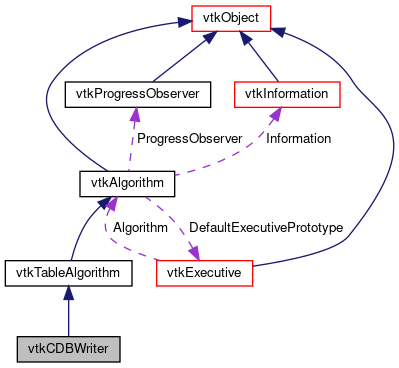 vtkObject
vtkProgressObserver
vtkInformation
ProgressObserver
Information
vtkAlgorithm
Algorithm
DefaultExecutivePrototype
vtkTableAlgorithm
vtkExecutive
vtkCDBWriter